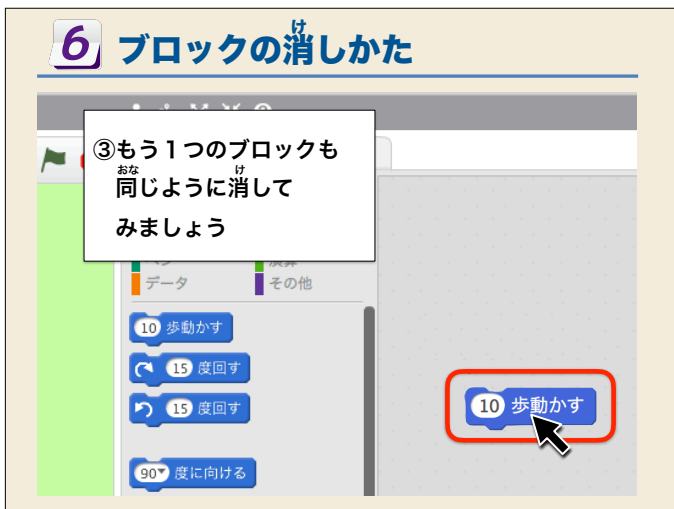 6 ブロックの消しかた
け
③もう1つのブロックも
同じように消して
おな
け
みましょう
データ
その他
10 歩動かす
15 度回す
15 度回す
90▼ 度に向ける
10 歩動かす